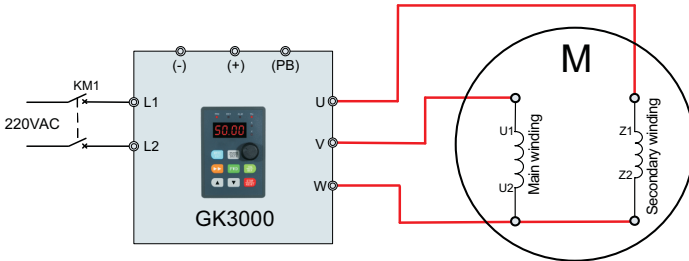 (-) (+) (PB)
KM1
L1
220VAC
L2
50.00
GK3000
U
V
W
M
U1
U2
Main winding
Z1
Z2
Secondary winding